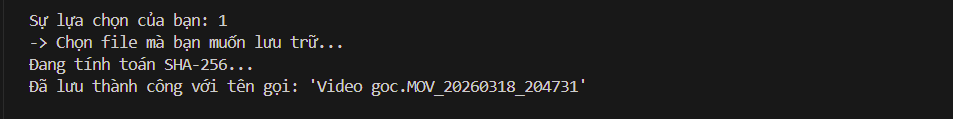 Sự lựa chọn của bạn: 1
-> Chọn file mà bạn muốn lưu trữ...
Đang tính toán SHA-256...
Đã lưu thành công với tên gọi: 'Video goc.MOV_20260318_204731'